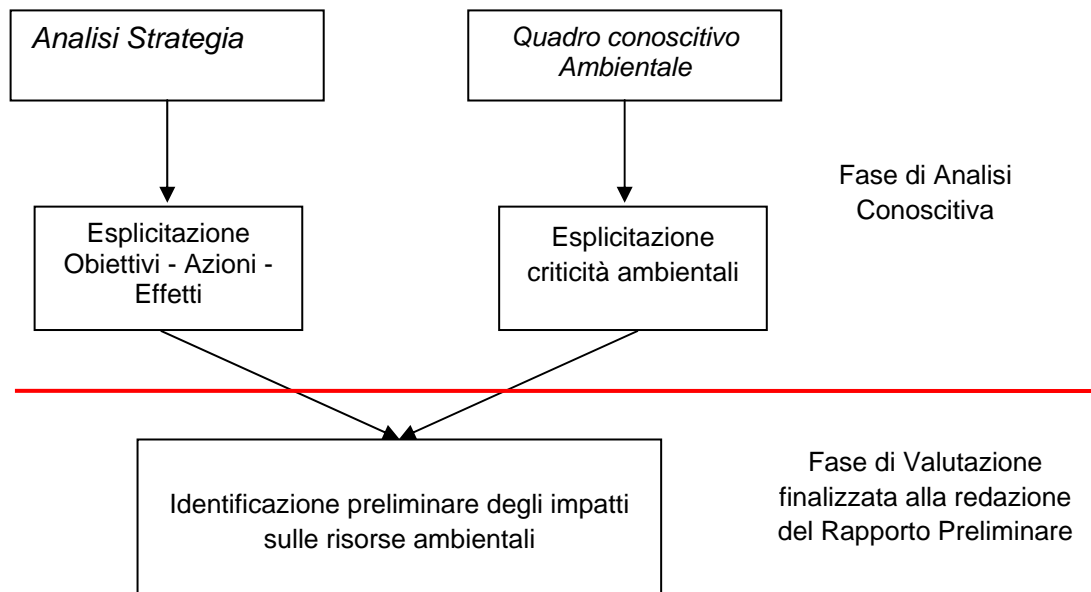 Analisi Strategia
Quadro conoscitivo
Ambientale
Fase di Analisi
Conoscitiva
Esplicitazione
Obiettivi - Azioni -
Effetti
Esplicitazione
criticità ambientali
Identificazione preliminare degli impatti
sulle risorse ambientali
Fase di Valutazione
finalizzata alla redazione
del Rapporto Preliminare